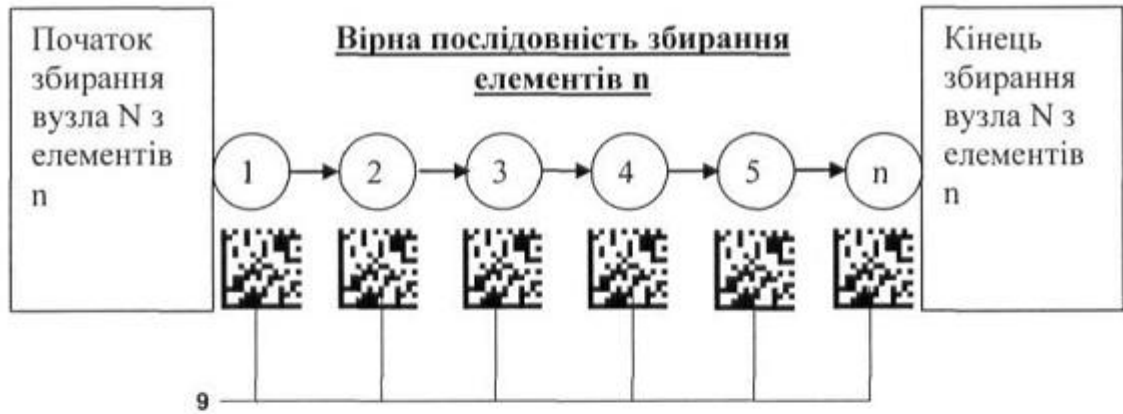 Початок
збирання
вузла N з
елементів
n
Вірна послідовність збирання
елементів n
1
2
3
4
5
n
Кінець
збирання
вузла N з
елементів
n
9